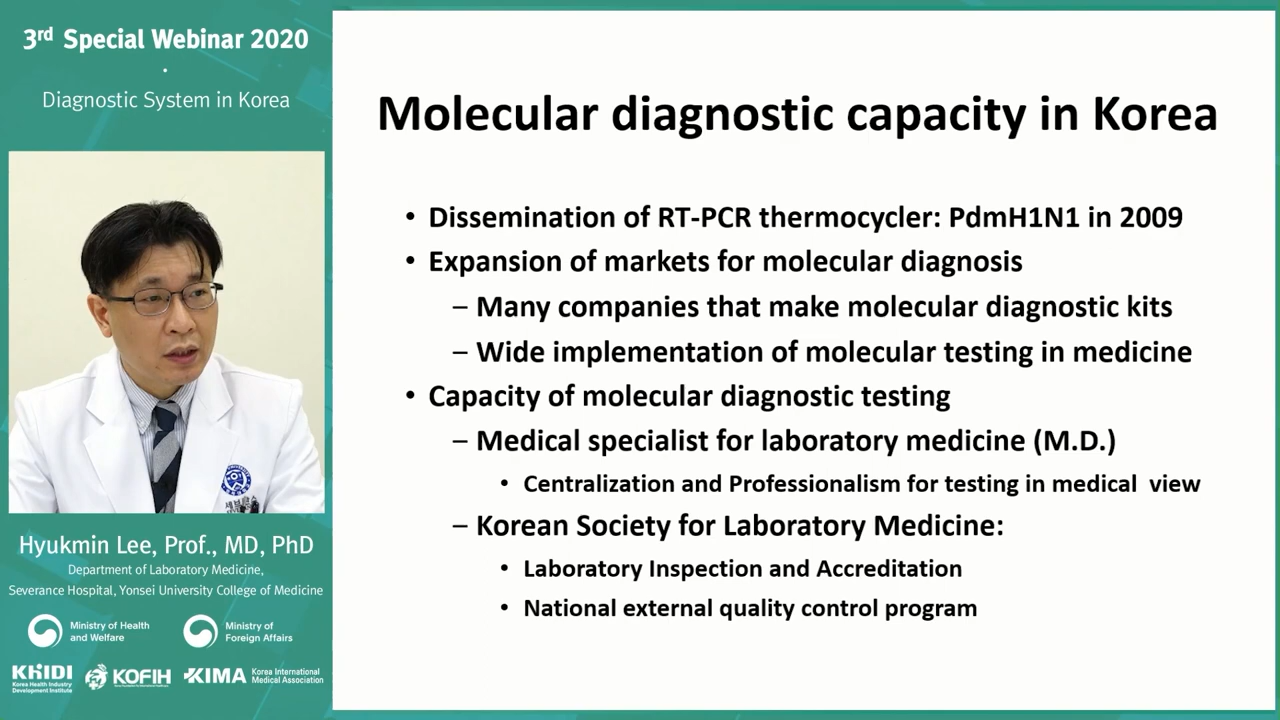 3rd Special Webinar 2020
·
Diagnostic System in Korea
Hyukmin Lee, Prof., MD, PhD
Department of Laboratory Medicine,
Severance Hospital, Yonsei University College of Medicine
Ministry of Health
and Welfare
Ministry of
Foreign Affairs
KHIDI
Korea Health Industry
Development Institute
KOFIH
KIMA
Korea International
Medical Association
Molecular diagnostic capacity in Korea
• Dissemination of RT-PCR thermocycler: PdmH1N1 in 2009
• Expansion of markets for molecular diagnosis
– Many companies that make molecular diagnostic kits
– Wide implementation of molecular testing in medicine
• Capacity of molecular diagnostic testing
– Medical specialist for laboratory medicine (M.D.)
• Centralization and Professionalism for testing in medical view
– Korean Society for Laboratory Medicine:
• Laboratory Inspection and Accreditation
• National external quality control program